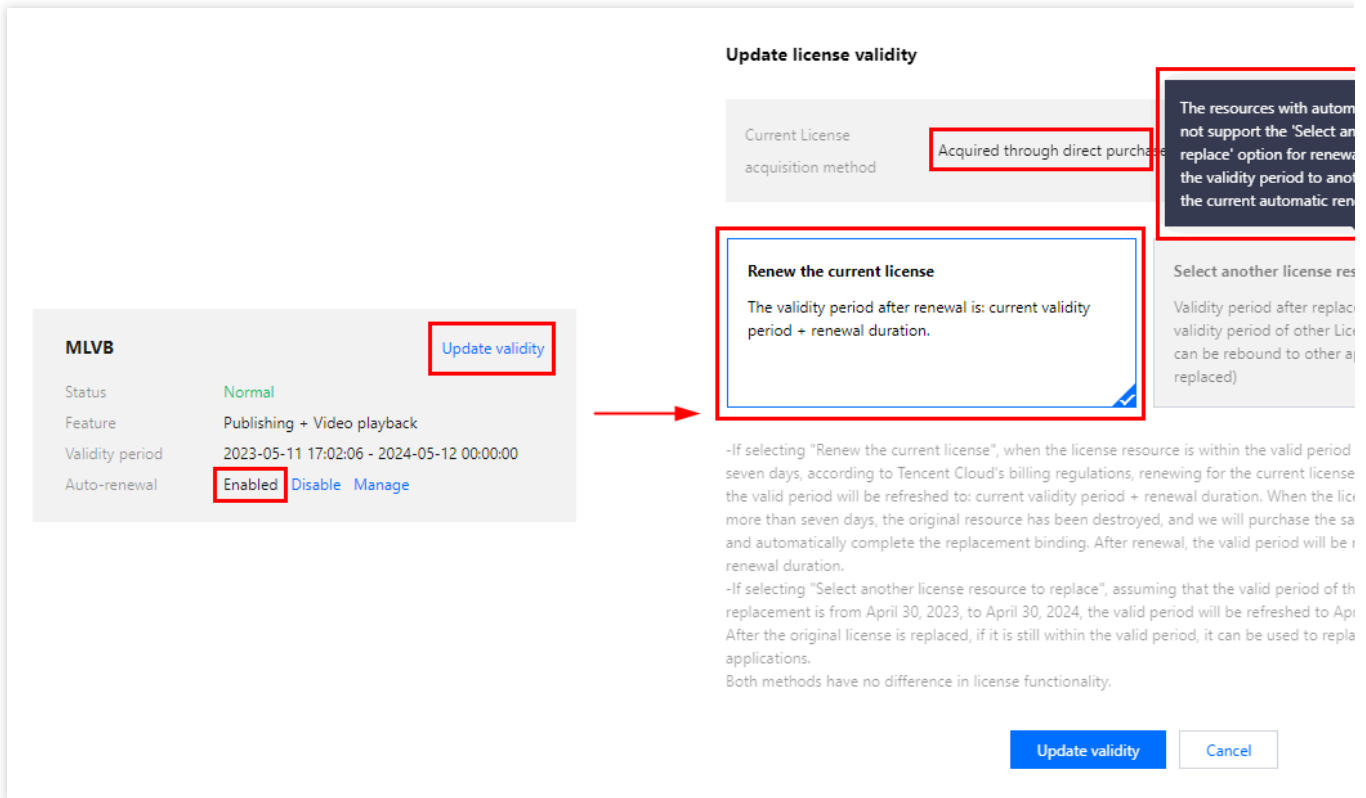 MLVB
Update validity
Status Normal
Feature Publishing + Video playback
Validity period 2023-05-11 17:02:06 - 2024-05-12 00:00:00
Auto-renewal Enabled Disable Manage
Update license validity
Current License
acquisition method
Acquired through direct purchase
The resources with autom
not support the 'Select an
replace' option for renewa
the validity period to anot
the current automatic ren
Renew the current license
The validity period after renewal is: current validity
period + renewal duration.
Select another license res
Validity period after replac
validity period of other Lice
can be rebound to other a
replaced)
-If selecting "Renew the current license", when the license resource is within the valid period
seven days, according to Tencent Cloud's billing regulations, renewing for the current license
the valid period will be refreshed to: current validity period + renewal duration. When the lice
more than seven days, the original resource has been destroyed, and we will purchase the sa
and automatically complete the replacement binding. After renewal, the valid period will be r
renewal duration.
-If selecting "Select another license resource to replace", assuming that the valid period of th
replacement is from April 30, 2023, to April 30, 2024, the valid period will be refreshed to Apr
After the original license is replaced, if it is still within the valid period, it can be used to repla
applications.
Both methods have no difference in license functionality.
Update validity
Cancel